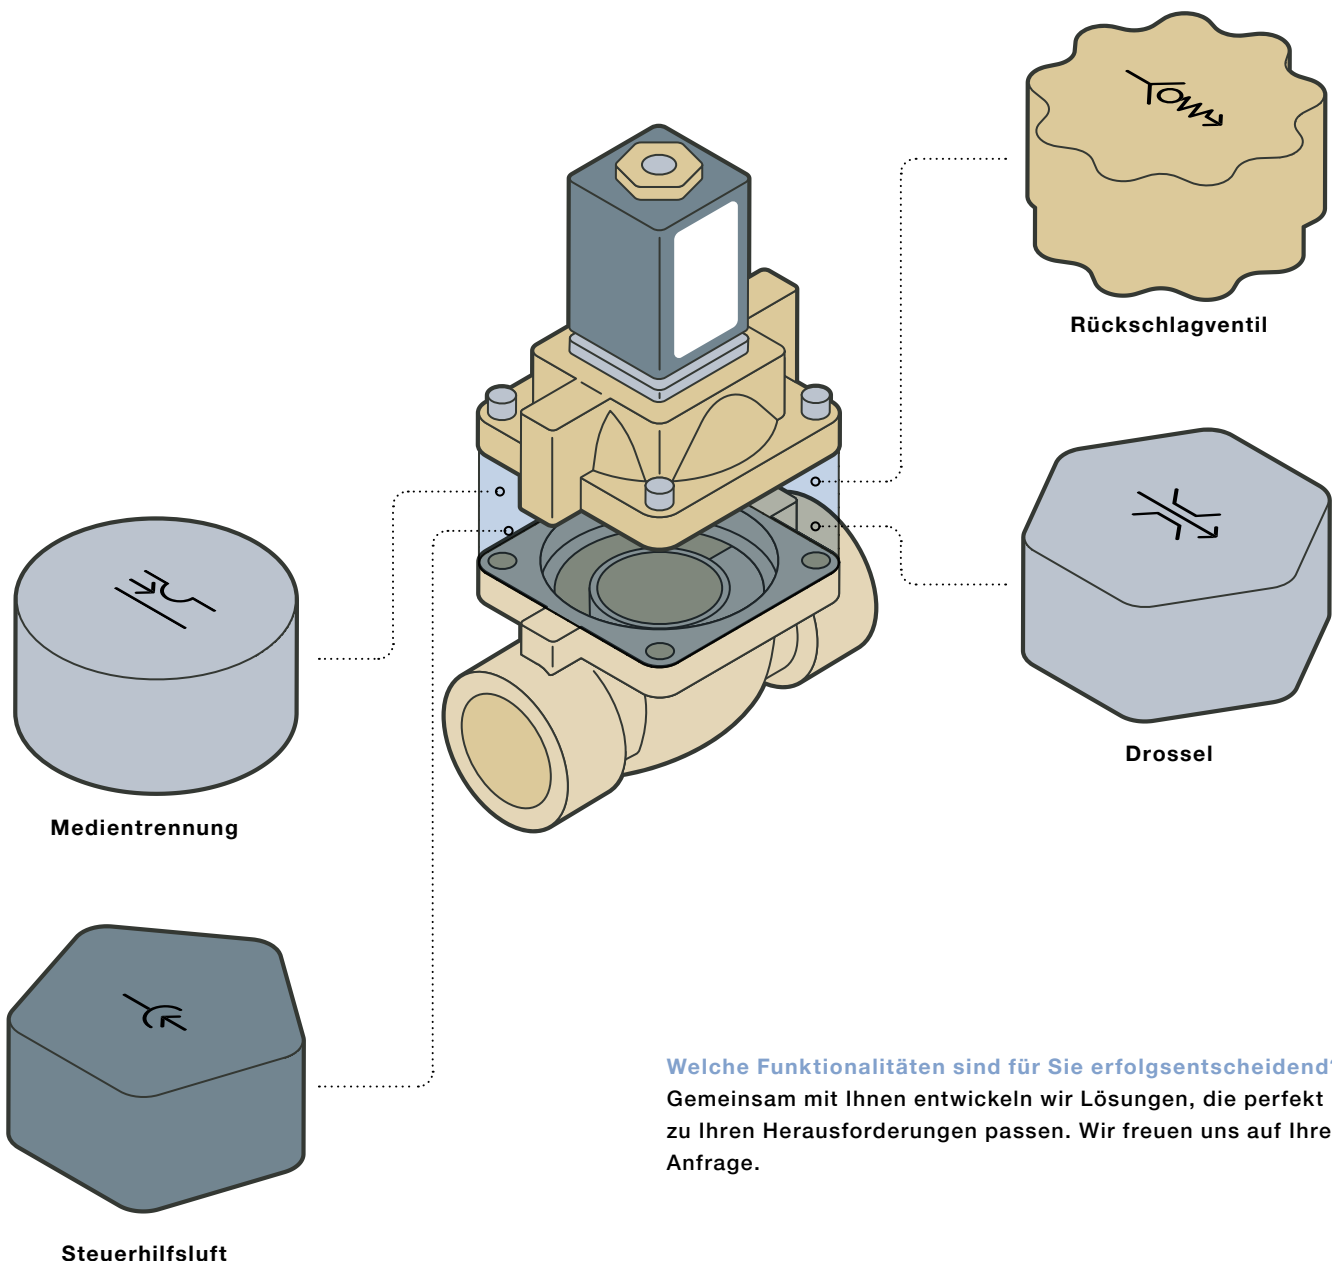 Rückschlagventil
Drossel
Medientrennung
Steuerhilfsluft
Welche Funktionalitäten sind für Sie erfolgsentscheidend?
Gemeinsam mit Ihnen entwickeln wir Lösungen, die perfekt
zu Ihren Herausforderungen passen. Wir freuen uns auf Ihre
Anfrage.